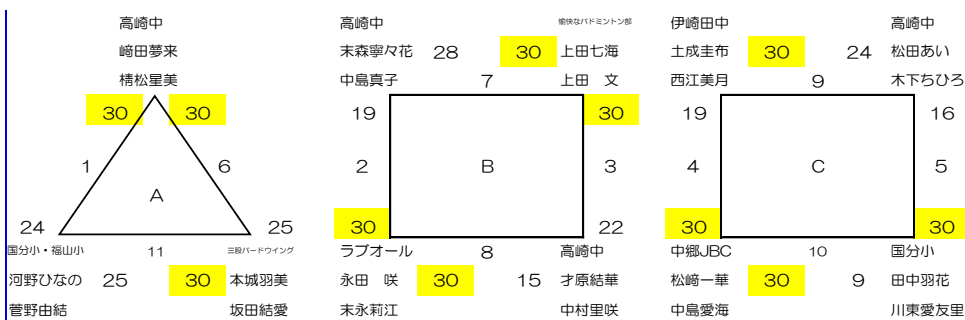 高崎中 高崎中 愉快なバドミントン部 伊崎田中 高崎中
﨑田夢来 末森寧々花 28 30 上田七海 土成圭布 30 24 松田あい
楮松星美 中島真子 7 上田 文 西江美月 9 木下ちひろ
30 30 19 30 19 16
1 6 2 B 3 4 C 5
A
24 25 30 22 30 30
国分小・福山小 11 三股バードウイング ラブオール 8 高崎中 中郷JBC 10 国分小
河野ひなの 25 30 本城羽美 永田 咲 30 15 才原結華 松﨑一華 30 9 田中羽花
菅野由結 坂田結愛 末永莉江 中村里咲 中島愛海 川東愛友里